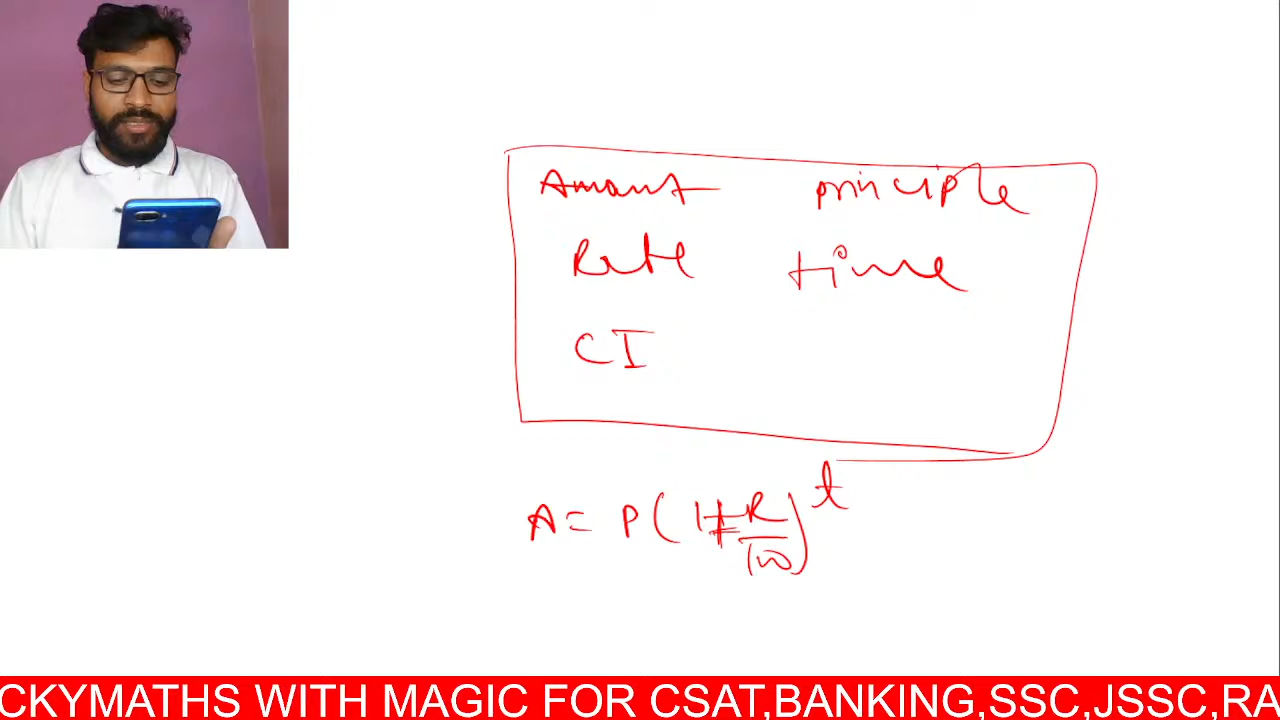 Amount principle
Rate time
CI
A = P(1+R/100)^t
CKYMATHS WITH MAGIC FOR CSAT,BANKING,SSC,JSSC,RA